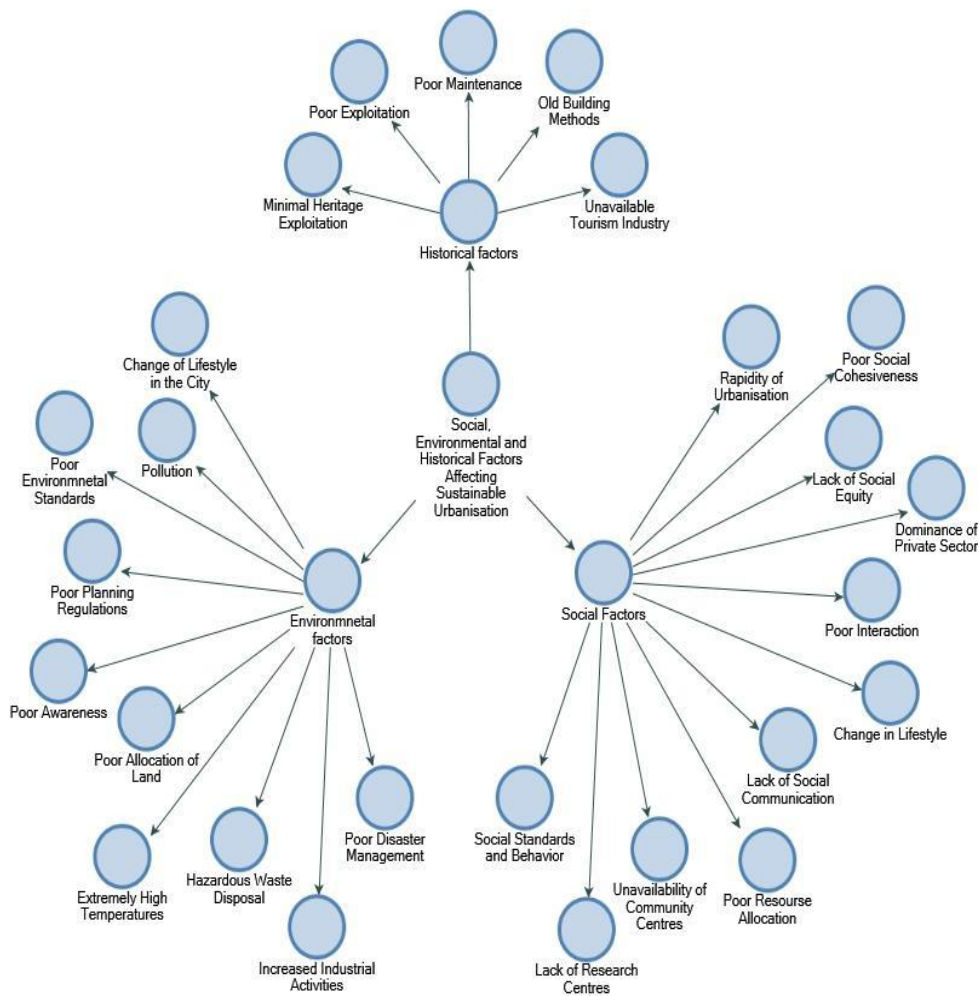 Poor Maintenance
Poor Exploitation
Old Building
Methods
Minimal Heritage
Exploitation
Unavailable
Tourism Industry
Historical factors
Change of Lifestyle
in the City
Rapidity of
Urbanisation
Poor Social
Cohesiveness
Social,
Environmental and
Historical Factors
Affecting
Sustainable
Urbanisation
Poor
Environmnetal
Standards
Pollution
Lack of Social
Equity
Dominance of
Private Sector
Poor Planning
Regulations
Environmnetal
factors
Social Factors
Poor Interaction
Poor Awareness
Poor Allocation of
Land
Change in Lifestyle
Lack of Social
Communication
Extremely High
Temperatures
Hazardous Waste
Disposal
Poor Disaster
Management
Social Standards
and Behavior
Unavailability of
Community
Centres
Poor Resourse
Allocation
Increased Industrial
Activities
Lack of Research
Centres